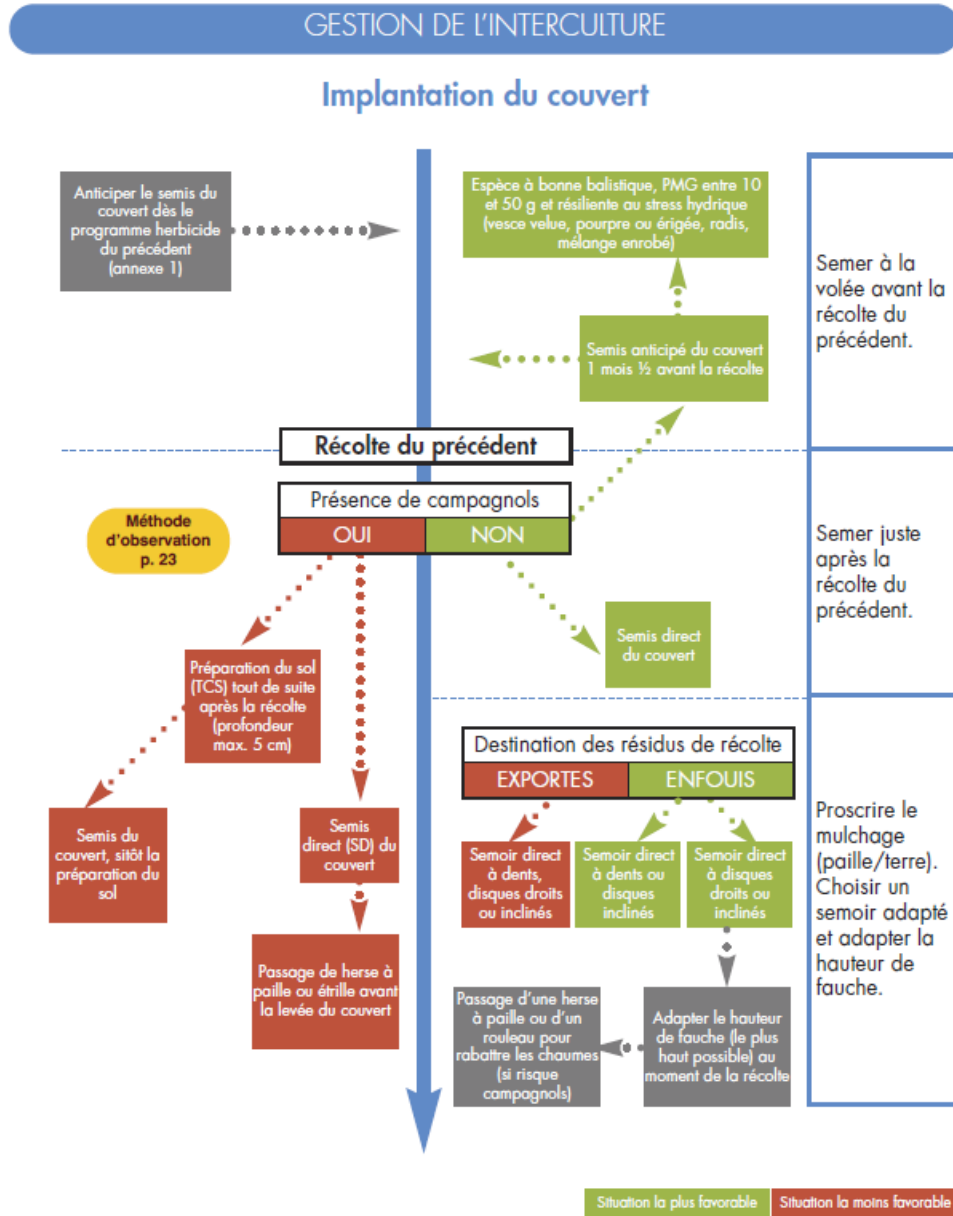 GESTION DE L'INTERCULTURE
Implantation du couvert
Anticiper le semis du
couvert dès le
programme herbicide
du précédent
(annexe 1)
Espèce à bonne balistique, PMG entre 10
et 50 g et résiliente au stress hydrique
(vesce velue, pourpre ou érigée, radis,
mélange enrobé)
Semis anticipé du couvert
1 mois ½ avant la récolte
Semer à la
volée avant la
récolte du
précédent.
Récolte du précédent
Présence de campagnols
OUI
NON
Méthode
d'observation
p. 23
Semer juste
après la
récolte du
précédent.
Semis direct
du couvert
Préparation du sol
(TCS) tout de suite
après la récolte
(profondeur
max. 5 cm)
Semis du
couvert, sitôt la
préparation du
sol
Semis
direct (SD) du
couvert
Passage de herse à
paille ou étrille avant
la levée du couvert
Destination des résidus de récolte
EXPORTES
ENFOUIS
Semoir direct
à dents,
disques droits
ou inclinés
Semoir direct
à dents ou
disques
inclinés
Semoir direct
à disques
droits ou
inclinés
Passage d'une herse
à paille ou d'un
rouleau pour
rabattre les chaumes
(si risque
campagnols)
Adapter le hauteur
de fauche (le plus
haut possible) au
moment de la récolte
Proscrire le
mulchage
(paille/terre).
Choisir un
semoir adapté
et adapter la
hauteur de
fauche.
Situation la plus favorable
Situation la moins favorable